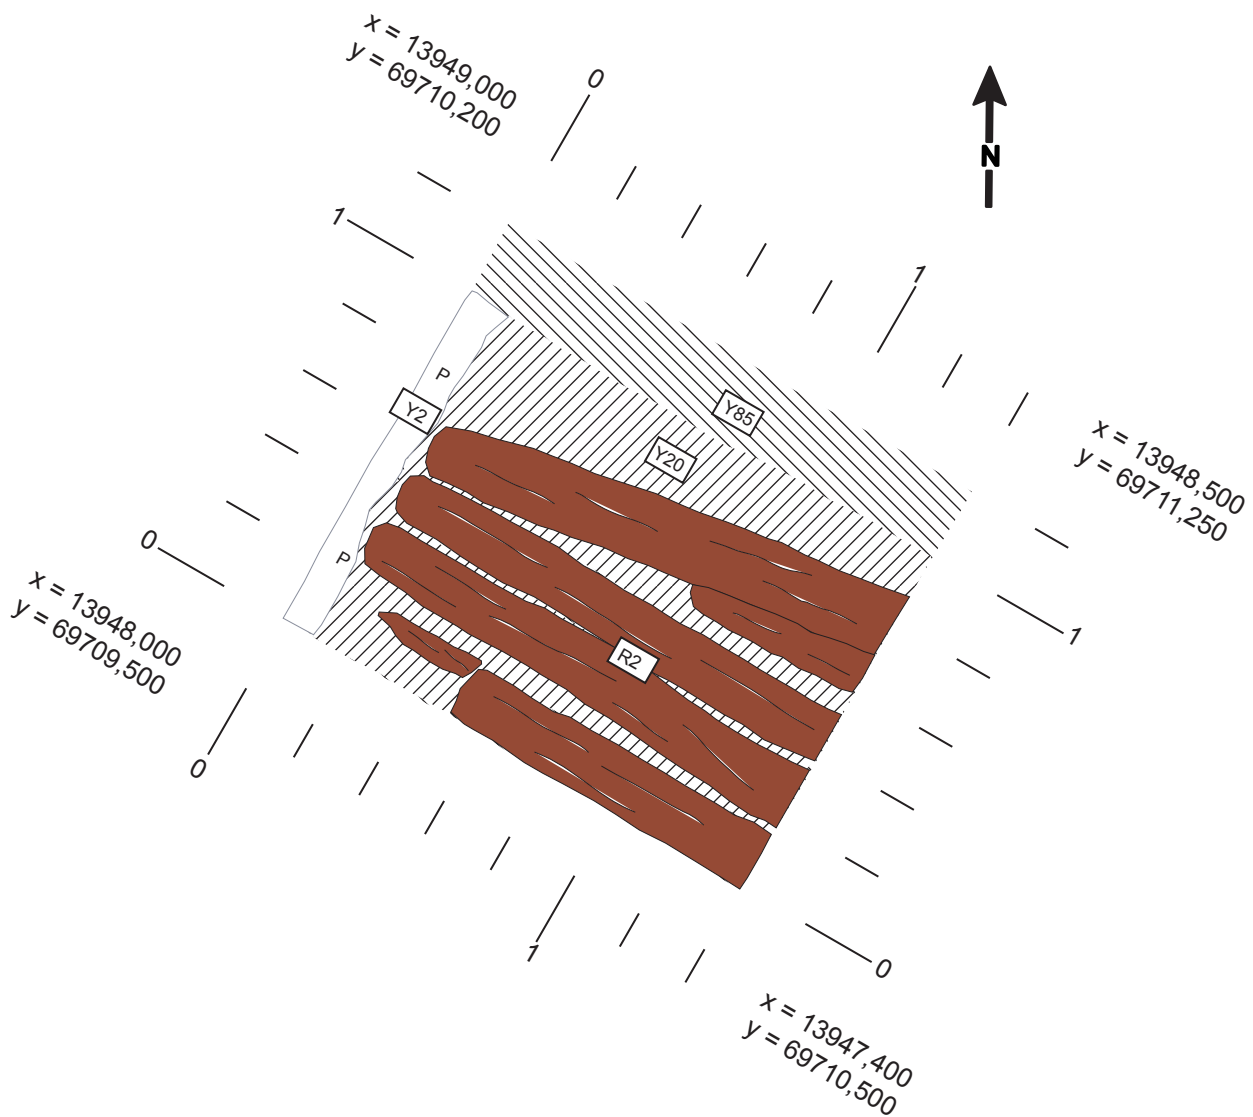 x = 13949,000
y = 69710,200
0
N
1
1
P
Y2
Y85
Y20
x = 13948,500
y = 69711,250
0
P
x = 13948,000
y = 69709,500
1
R2
0
1
0
x = 13947,400
y = 69710,500